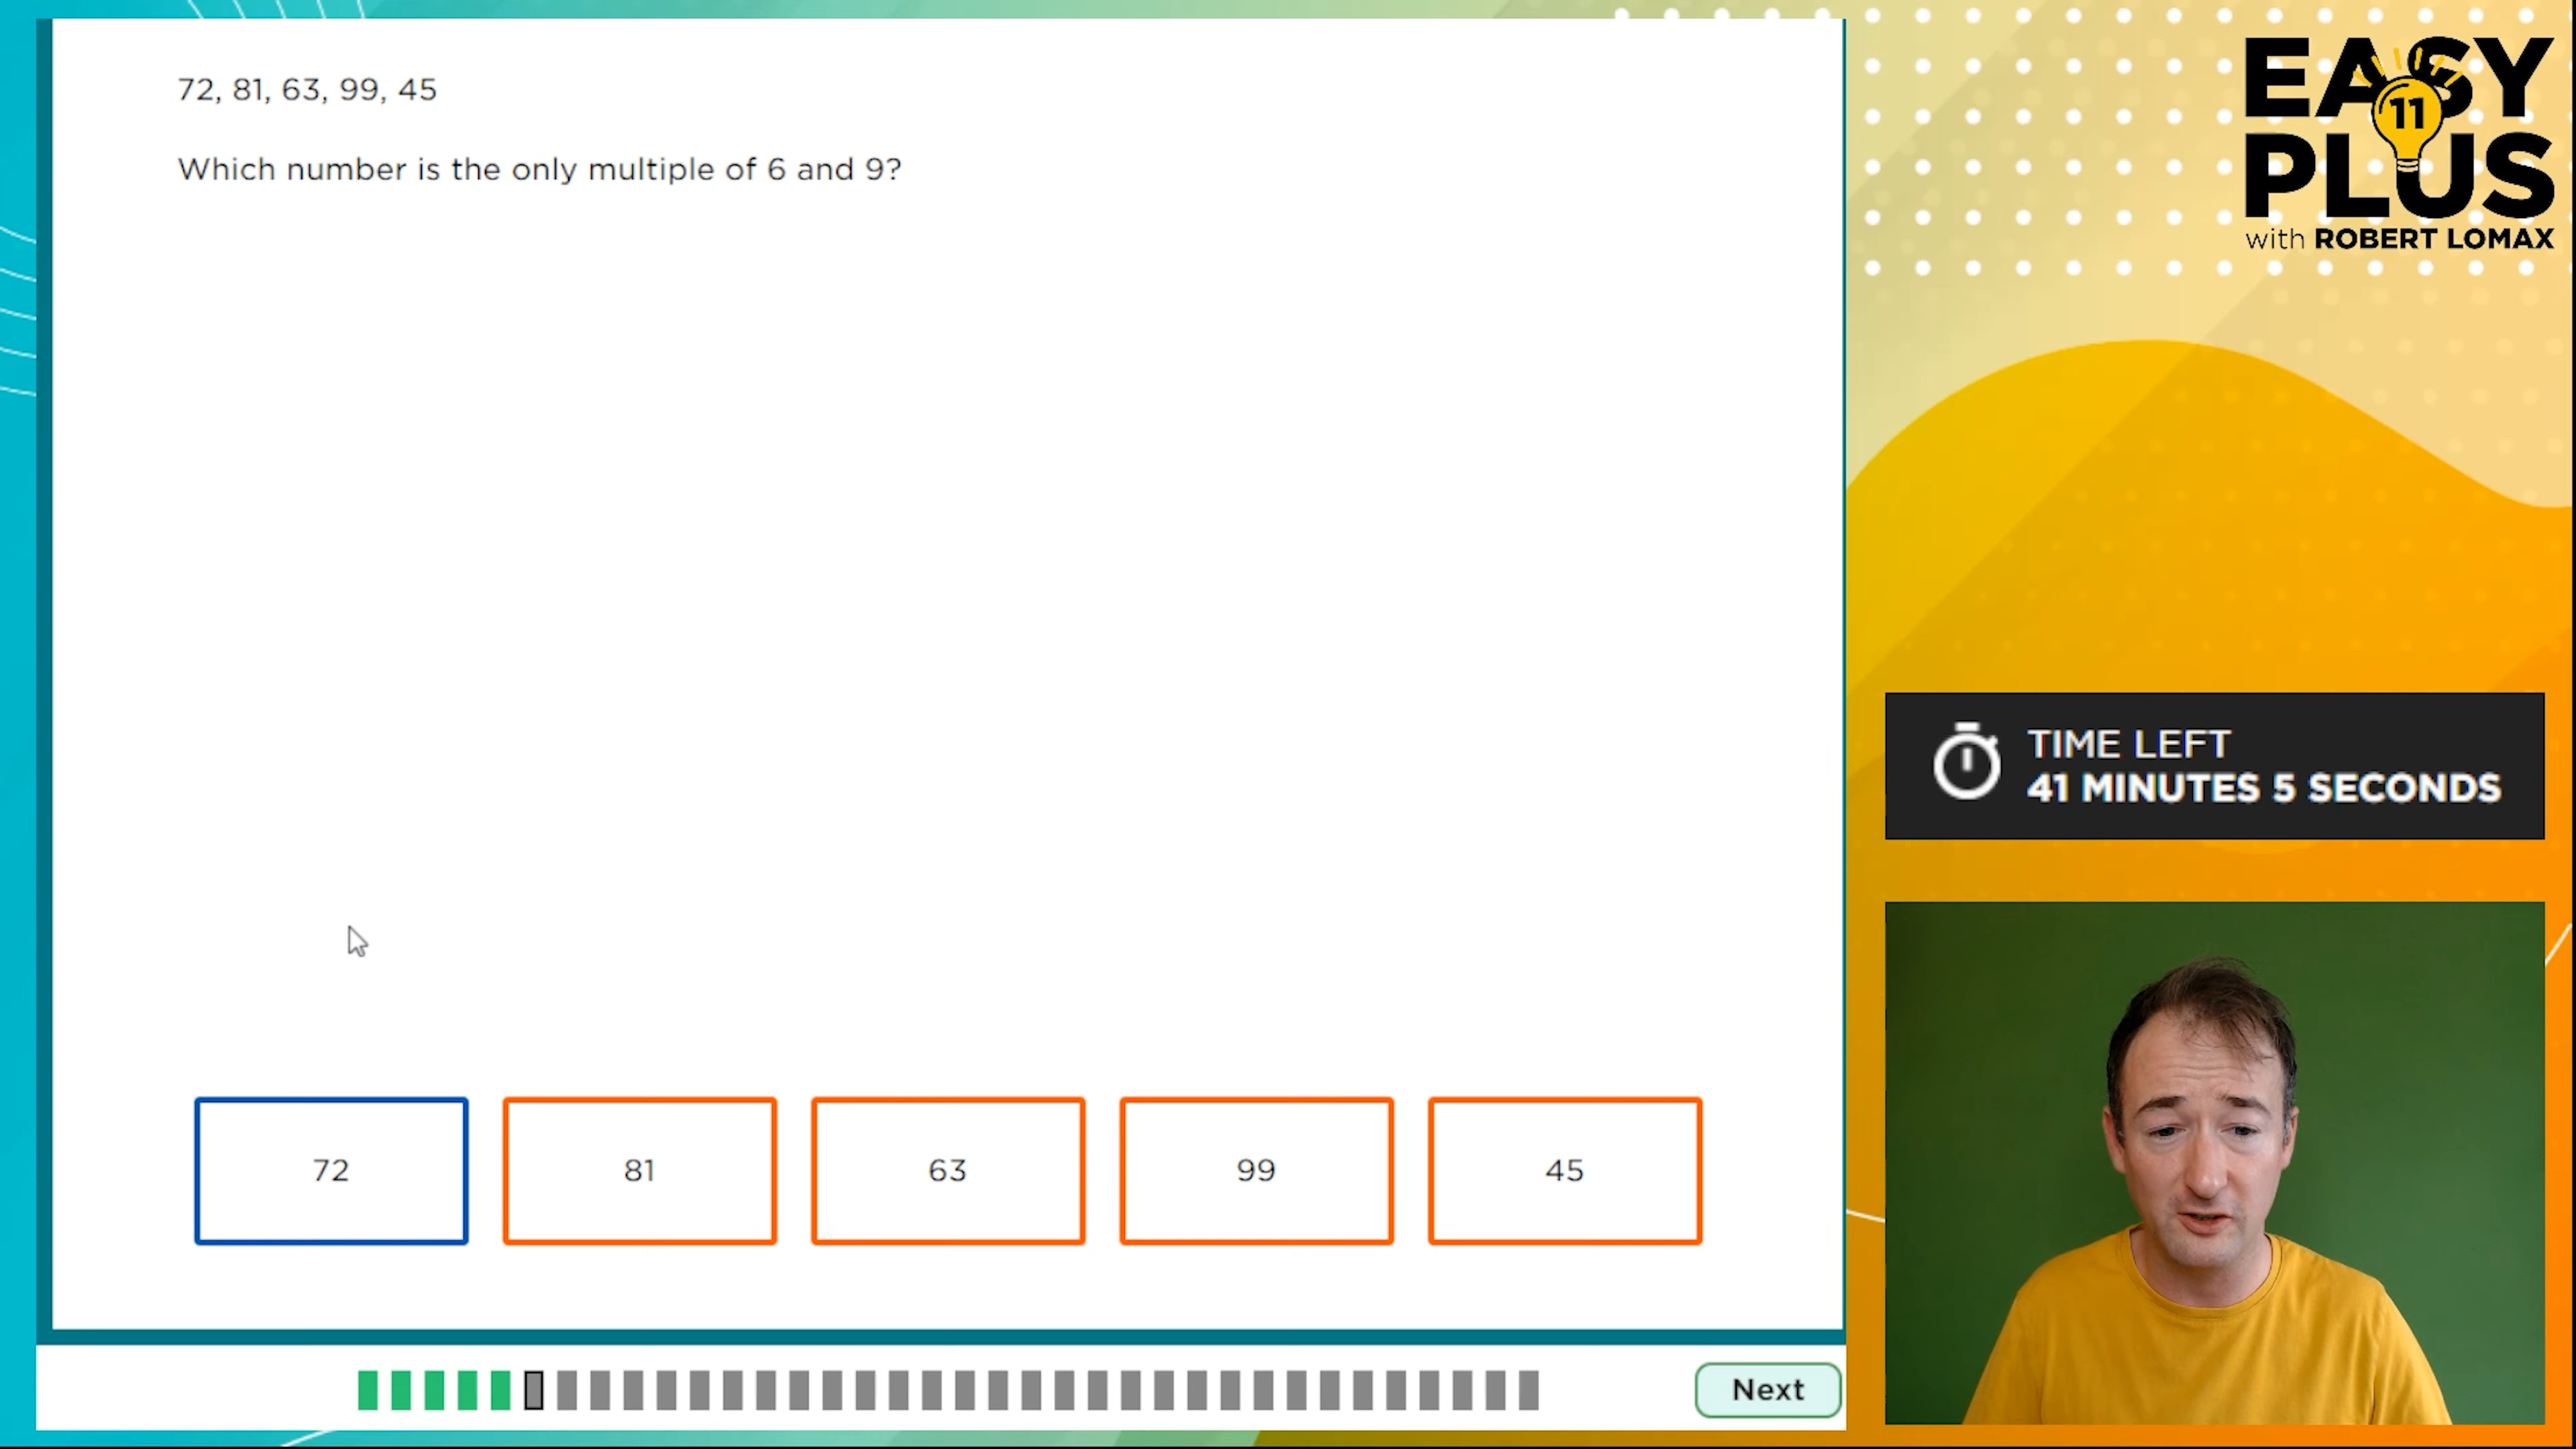 72, 81, 63, 99, 45
Which number is the only multiple of 6 and 9?
72
81
63
99
45
Next
EASY
11
PLUS
with ROBERT LOMAX
TIME LEFT
41 MINUTES 5 SECONDS